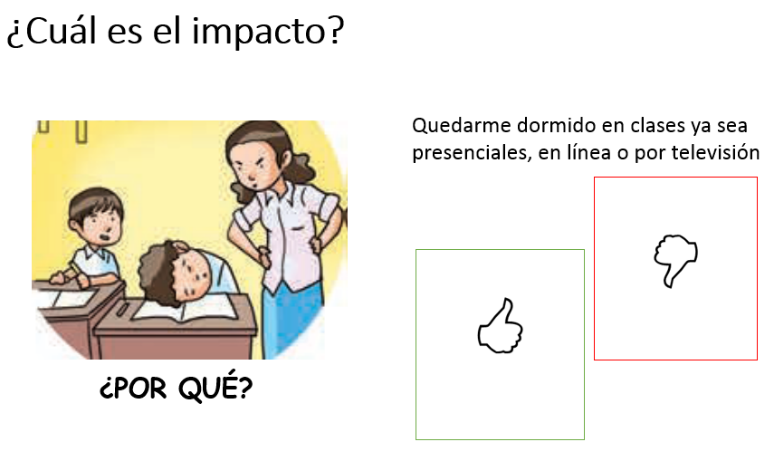 ¿Cuál es el impacto?
Quedarme dormido en clases ya sea
presenciales, en línea o por televisión
¿POR QUÉ?